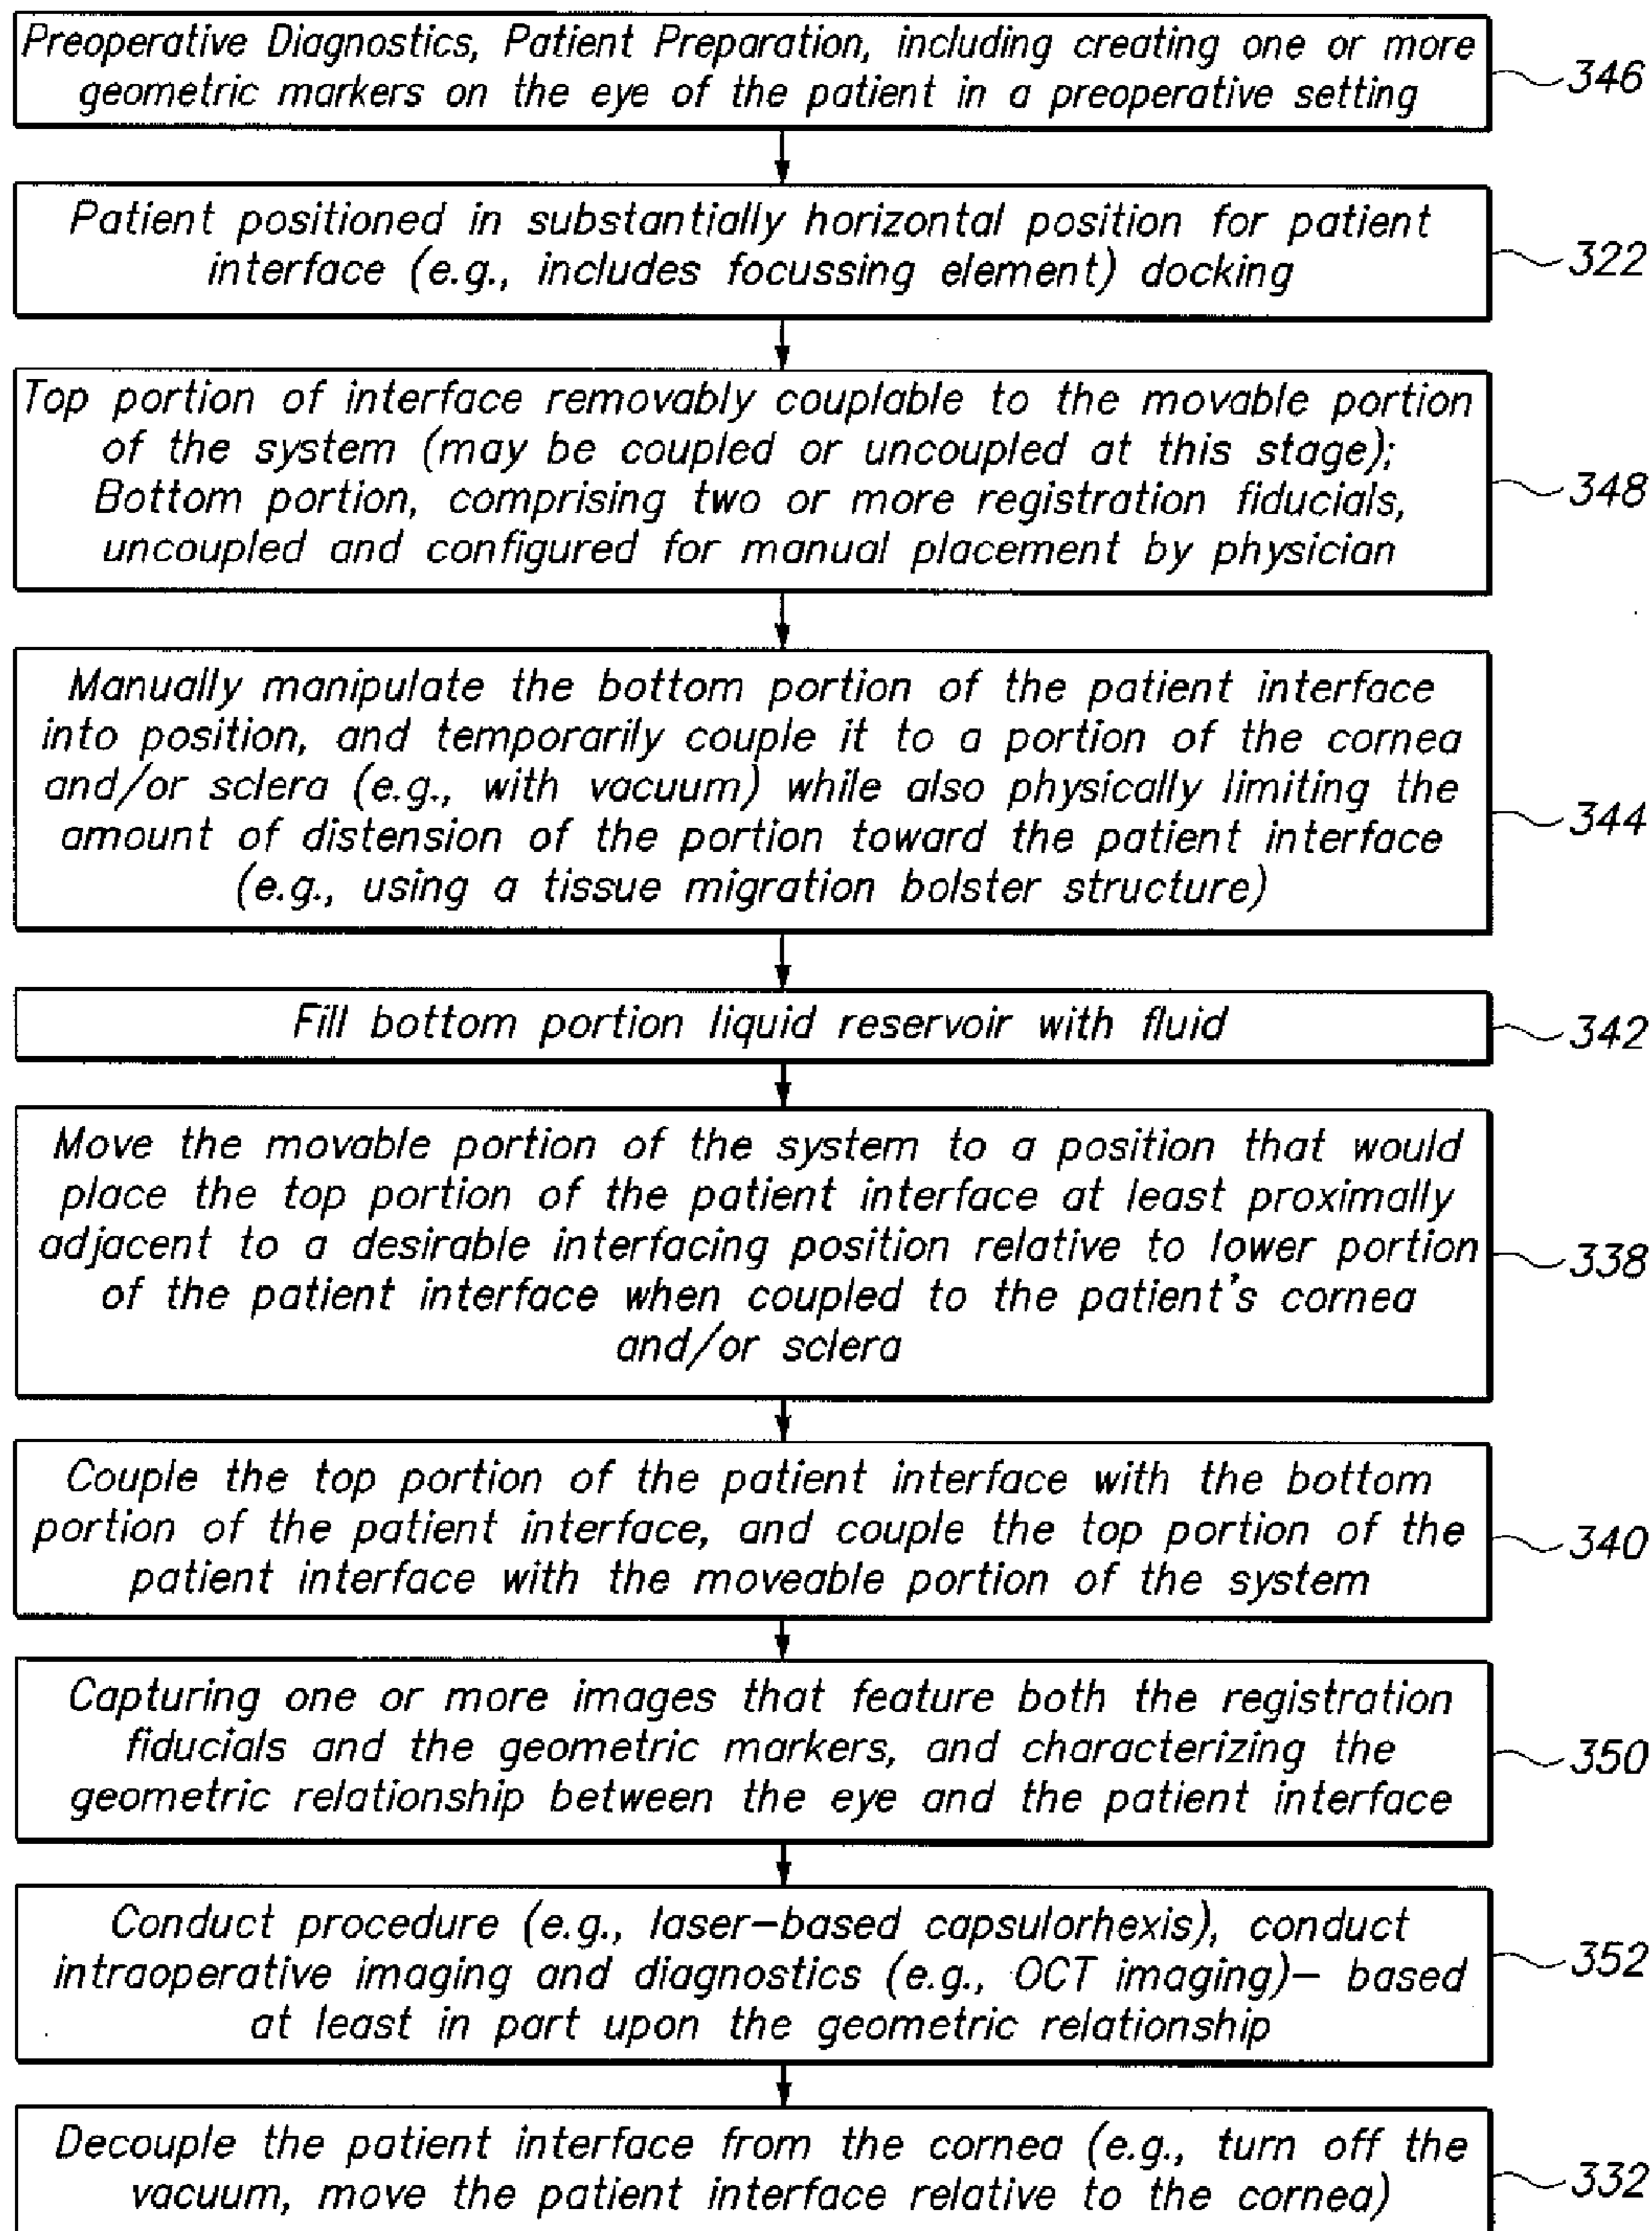 Preoperative Diagnostics, Patient Preparation, including creating one or more
geometric markers on the eye of the patient in a preoperative setting
346
Patient positioned in substantially horizontal position for patient
interface (e.g., includes focussing element) docking
322
Top portion of interface removably couplable to the movable portion
of the system (may be coupled or uncoupled at this stage);
Bottom portion, comprising two or more registration fiducials,
uncoupled and configured for manual placement by physician
348
Manually manipulate the bottom portion of the patient interface
into position, and temporarily couple it to a portion of the cornea
and/or sclera (e.g., with vacuum) while also physically limiting the
amount of distension of the portion toward the patient interface
(e.g., using a tissue migration bolster structure)
344
Fill bottom portion liquid reservoir with fluid
342
Move the movable portion of the system to a position that would
place the top portion of the patient interface at least proximally
adjacent to a desirable interfacing position relative to lower portion
of the patient interface when coupled to the patient's cornea
and/or sclera
338
Couple the top portion of the patient interface with the bottom
portion of the patient interface, and couple the top portion of the
patient interface with the moveable portion of the system
340
Capturing one or more images that feature both the registration
fiducials and the geometric markers, and characterizing the
geometric relationship between the eye and the patient interface
350
Conduct procedure (e.g., laser-based capsulorhexis), conduct
intraoperative imaging and diagnostics (e.g., OCT imaging)– based
at least in part upon the geometric relationship
352
Decouple the patient interface from the cornea (e.g., turn off the
vacuum, move the patient interface relative to the cornea)
332